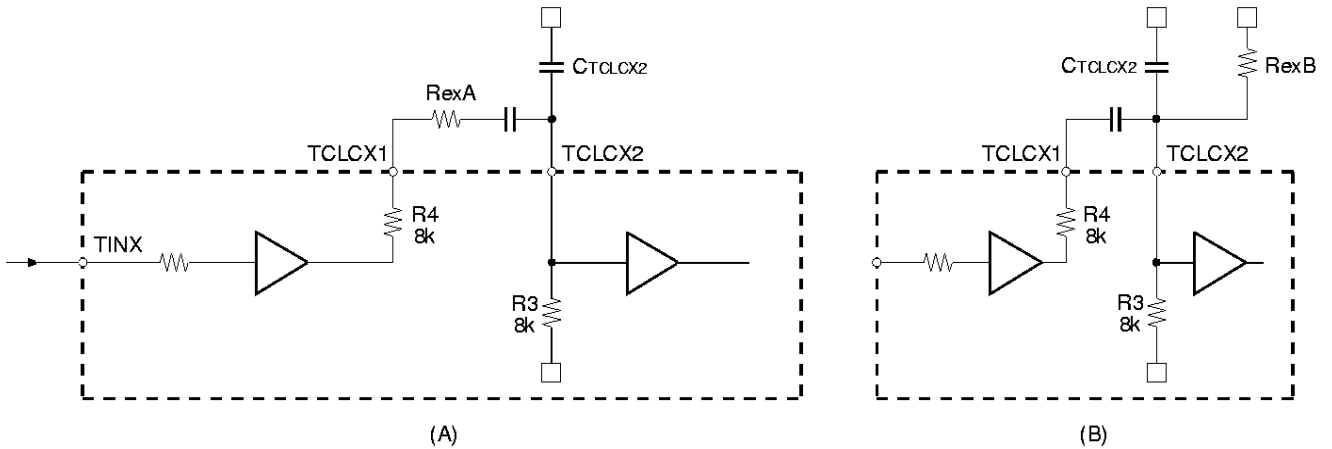 CTCLCX2
RexA
TCLCX1
TCLCX2
R4
8k
TINX
R3
8k
(A)
CTCLCX2
RexB
TCLCX1
TCLCX2
R4
8k
R3
8k
(B)